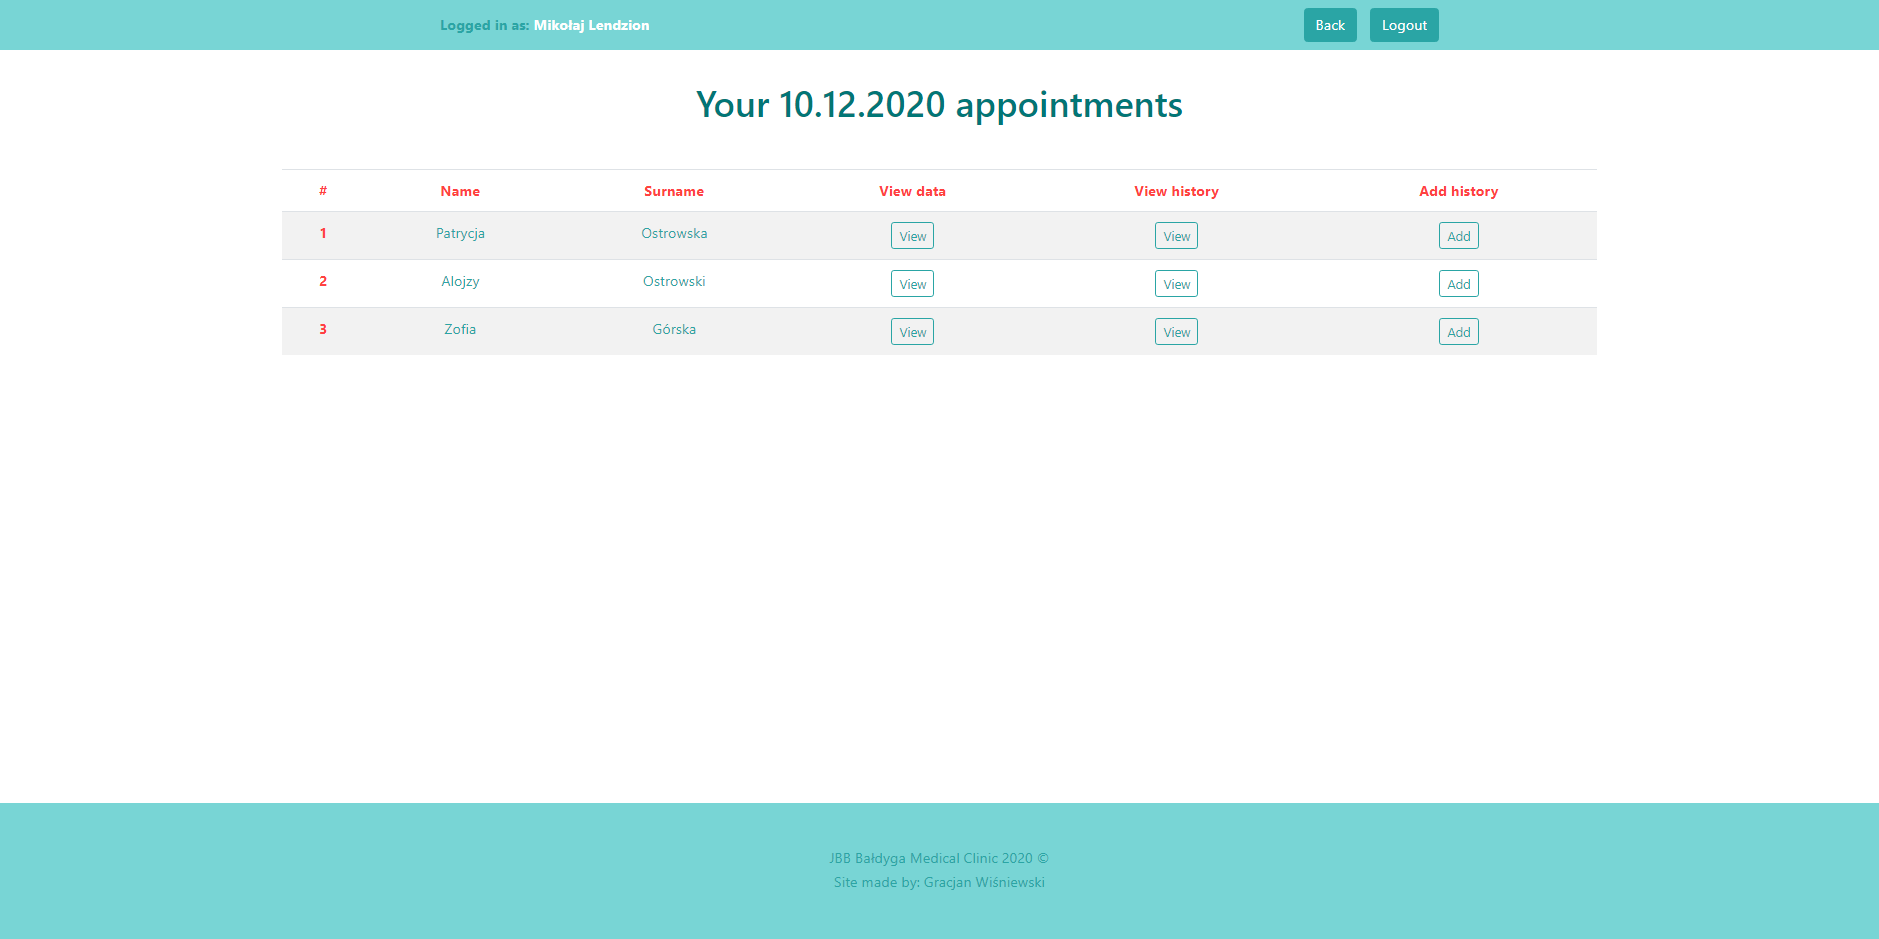 Logged in as: Mikołaj Lendzion Back Logout
Your 10.12.2020 appointments
# Name Surname View data View history Add history
1 Patrycja Ostrowska View View Add
2 Alojzy Ostrowski View View Add
3 Zofia Górska View View Add
JBB Bałdyga Medical Clinic 2020 ©
Site made by: Gracjan Wiśniewski